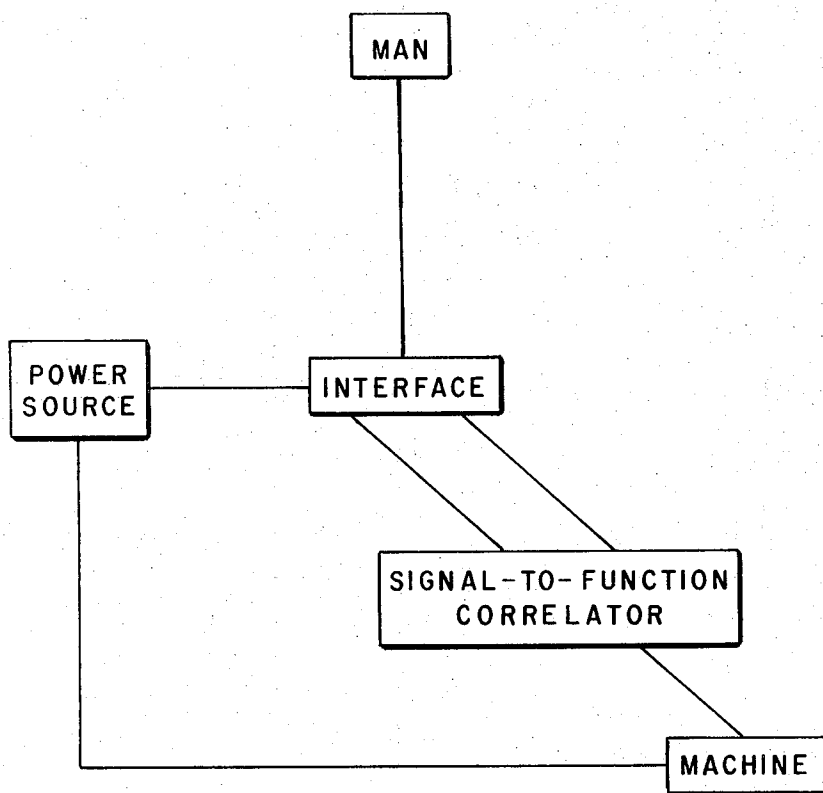 MAN
POWER
SOURCE
INTERFACE
SIGNAL-TO-FUNCTION
CORRELATOR
MACHINE